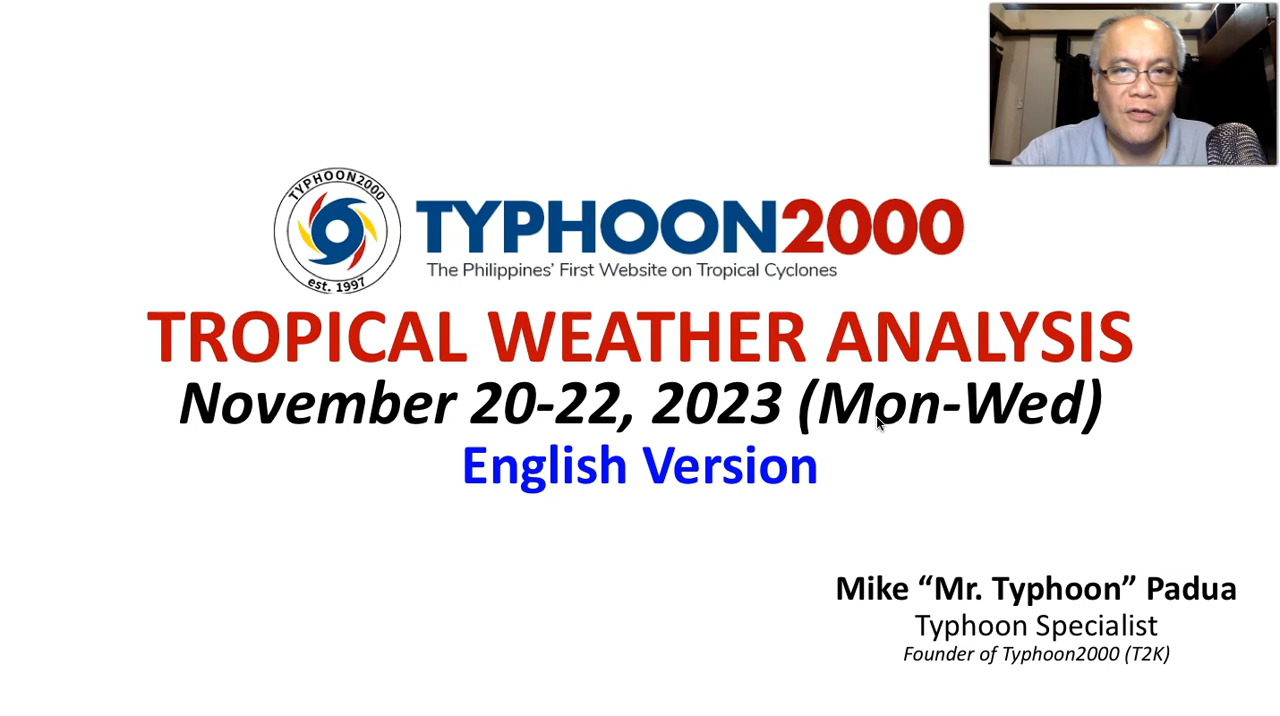 TYPHOON2000
est. 1997
TYPHOON2000
The Philippines' First Website on Tropical Cyclones
TROPICAL WEATHER ANALYSIS
November 20-22, 2023 (Mon-Wed)
English Version
Mike “Mr. Typhoon” Padua
Typhoon Specialist
Founder of Typhoon2000 (T2K)